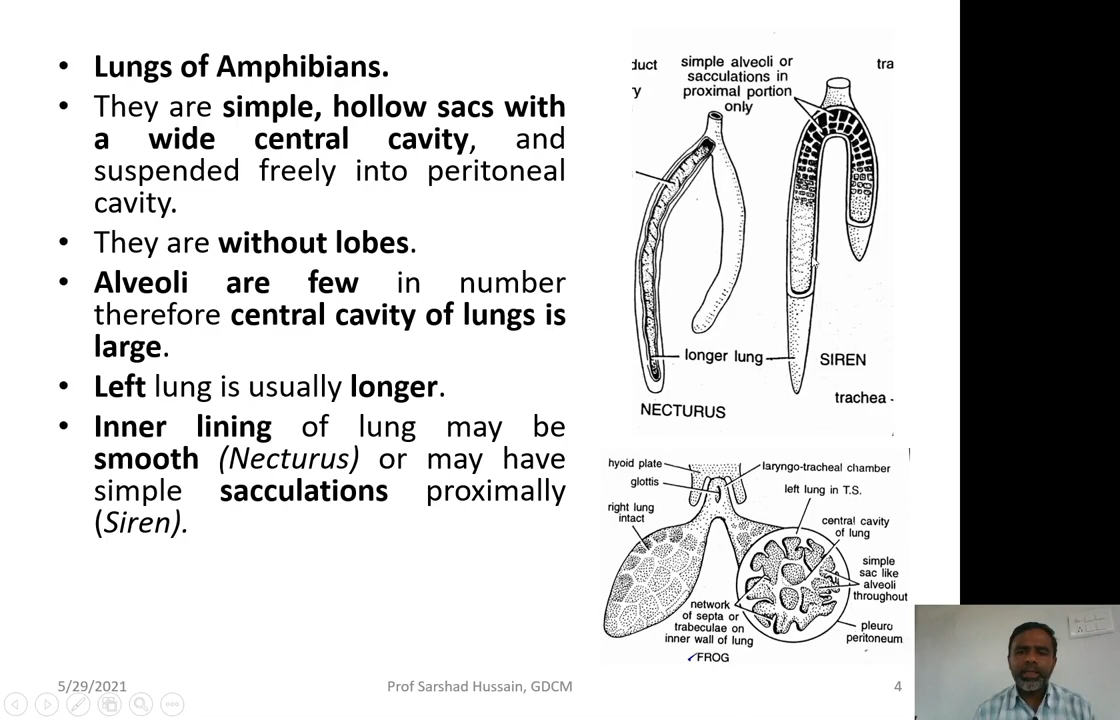 • Lungs of Amphibians.
• They are simple, hollow sacs with
a wide central cavity, and
suspended freely into peritoneal
cavity.
• They are without lobes.
• Alveoli are few in number
therefore central cavity of lungs is
large.
• Left lung is usually longer.
• Inner lining of lung may be
smooth (Necturus) or may have
simple sacculations proximally
(Siren).
duct
ry
simple alveoli or
sacculations in
proximal portion
only
tra
longer lung
SIREN
NECTURUS
trachea
hyoid plate
glottis
right lung
intact
laryngo-tracheal chamber
left lung in T.S.
central cavity
of lung
simple
sac like
alveoli
throughout
network
of septa or
trabeculae on
inner wall of lung
pleuro
peritoneum
FROG
5/29/2021
Prof Sarshad Hussain, GDCM
4